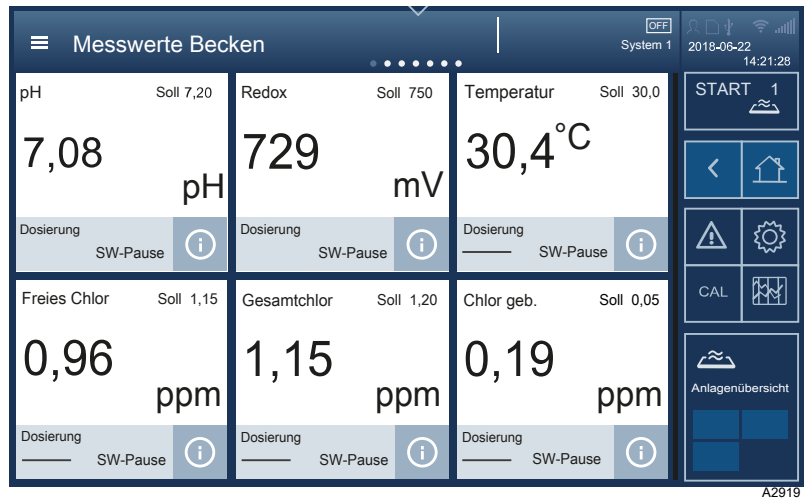 Messwerte Becken
OFF
System 1
2018-06-22
14:21:28
pH Soll 7,20
7,08
pH
Dosierung
SW-Pause
Redox Soll 750
729
mV
Dosierung
SW-Pause
Temperatur Soll 30,0
30,4°C
Dosierung
SW-Pause
START 1
Freies Chlor Soll 1,15
0,96
ppm
Dosierung
SW-Pause
Gesamtchlor Soll 1,20
1,15
ppm
Dosierung
SW-Pause
Chlor geb. Soll 0,05
0,19
ppm
Dosierung
SW-Pause
CAL
Anlagenübersicht
A2919